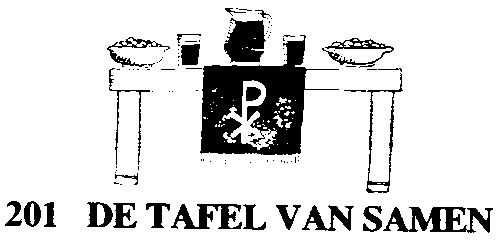 201 DE TAFEL VAN SAMEN